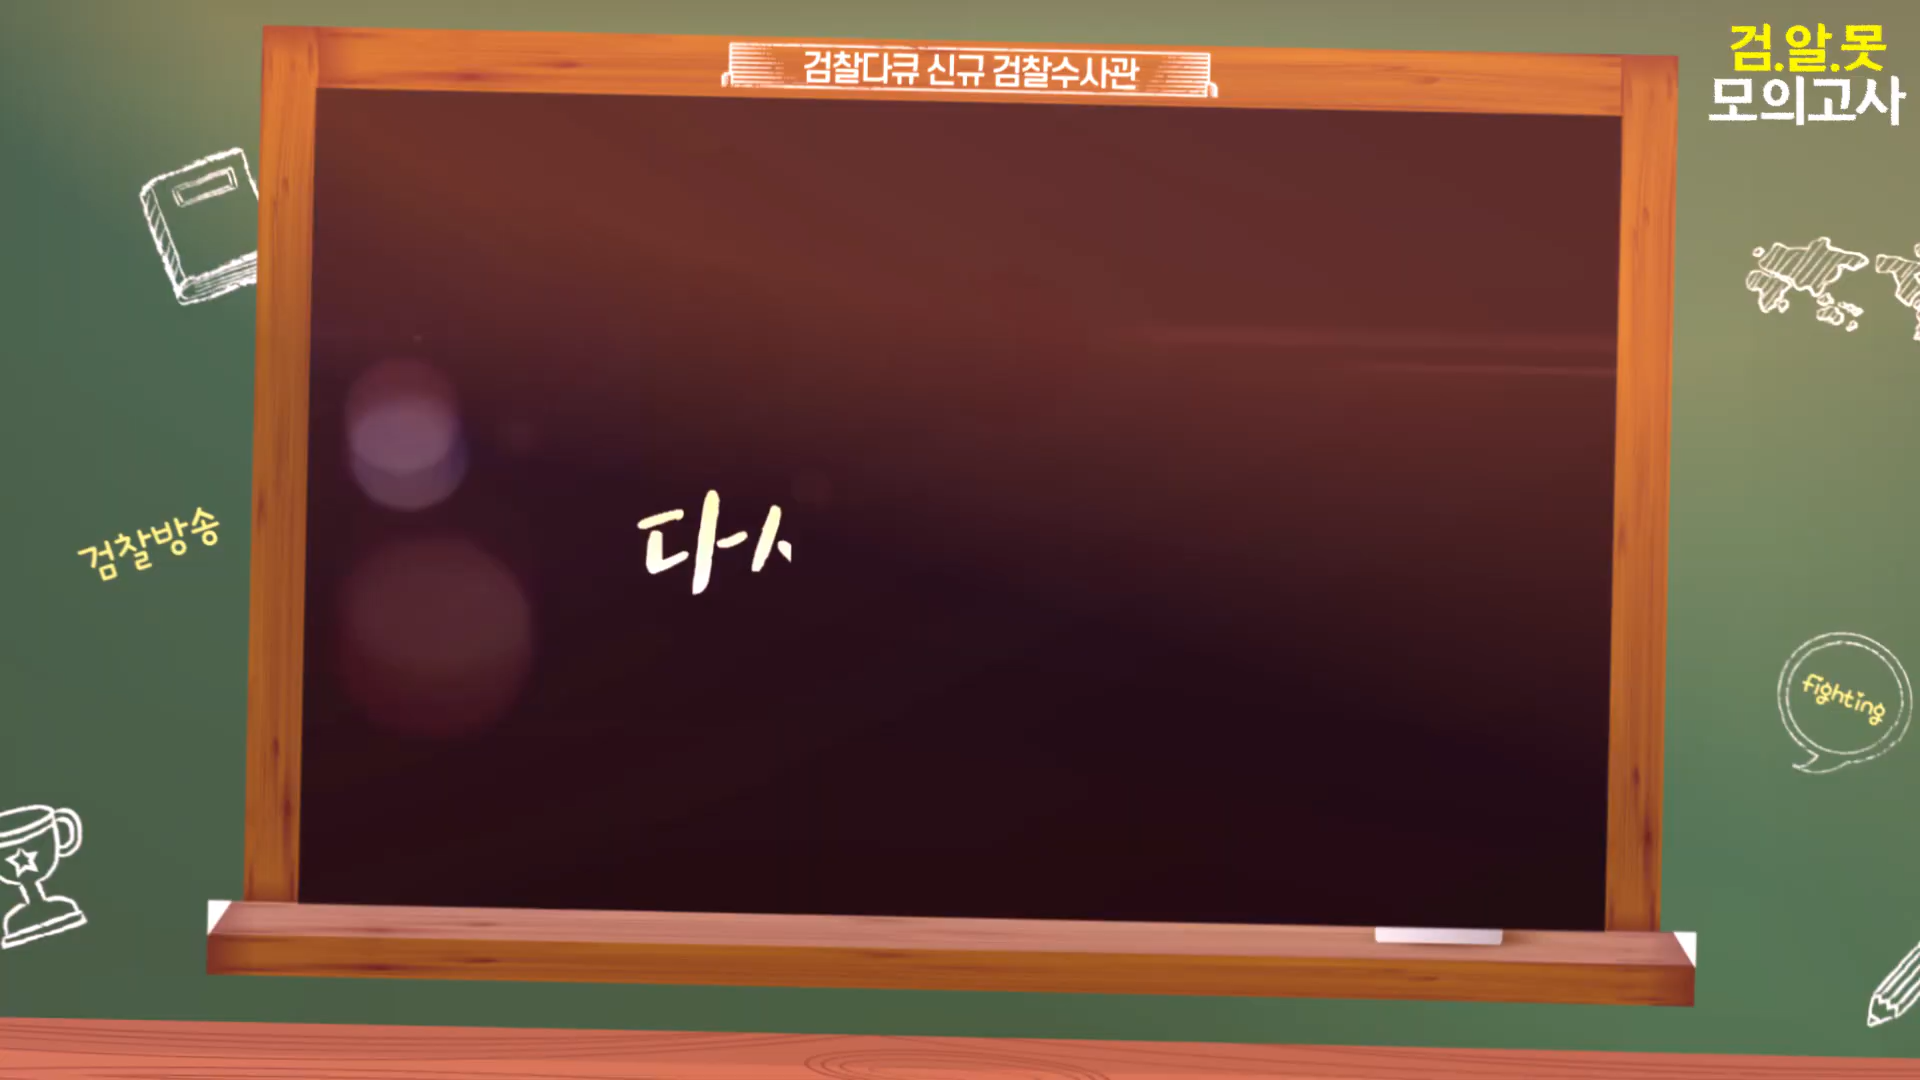 검찰다큐 신규 검찰수사관
검.알.못
모의고사
검찰방송
다
fighting